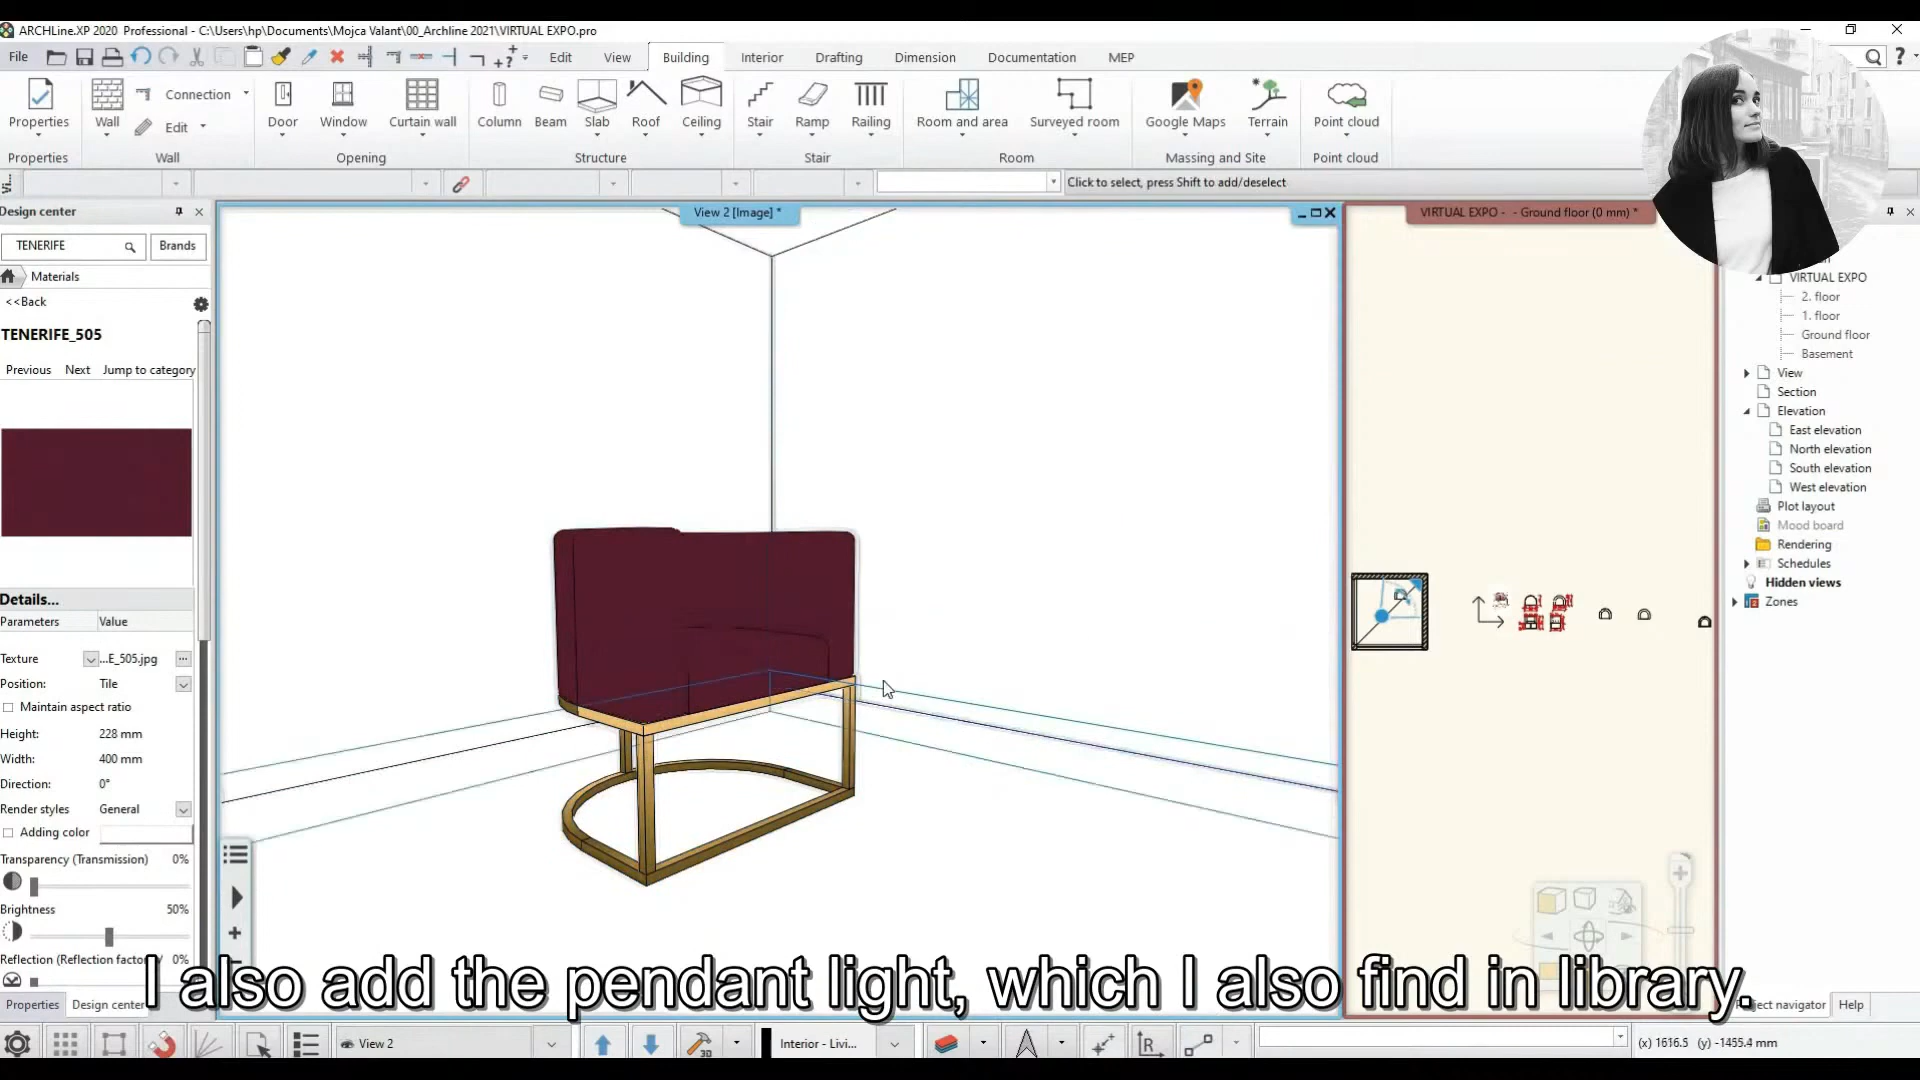 ARCHLine.XP 2020 Professional - C:\Users\hp\Documents\Mojca Valant\00_Archline 2021\VIRTUAL EXPO.pro
File Edit View Building Interior Drafting Dimension Documentation MEP
Properties Wall Connection Edit Door Window Curtain wall Column Beam Slab Roof Ceiling Stair Ramp Railing Room and area Surveyed room Google Maps Terrain Point cloud
Properties Wall Opening Structure Stair Room Massing and Site Point cloud
Click to select, press Shift to add/deselect
Design center
View 2 [Image] *
VIRTUAL EXPO - - Ground floor (0 mm) *
TENERIFE
Brands
Materials
<<Back
TENERIFE_505
Previous Next Jump to category
Details...
Parameters Value
Texture ...E_505.jpg
Position: Tile
Maintain aspect ratio
Height: 228 mm
Width: 400 mm
Direction: 0°
Render styles General
Adding color
Transparency (Transmission) 0%
Brightness 50%
Reflection (Reflection factor) 0%
Properties Design center
VIRTUAL EXPO
2. floor
1. floor
Ground floor
Basement
View
Section
Elevation
East elevation
North elevation
South elevation
West elevation
Plot layout
Mood board
Rendering
Schedules
Hidden views
Zones
I also add the pendant light, which I also find in library.
navigator Help
View 2
3D
Interior - Livi...
R
(x) 1616.5 (y) -1455.4 mm